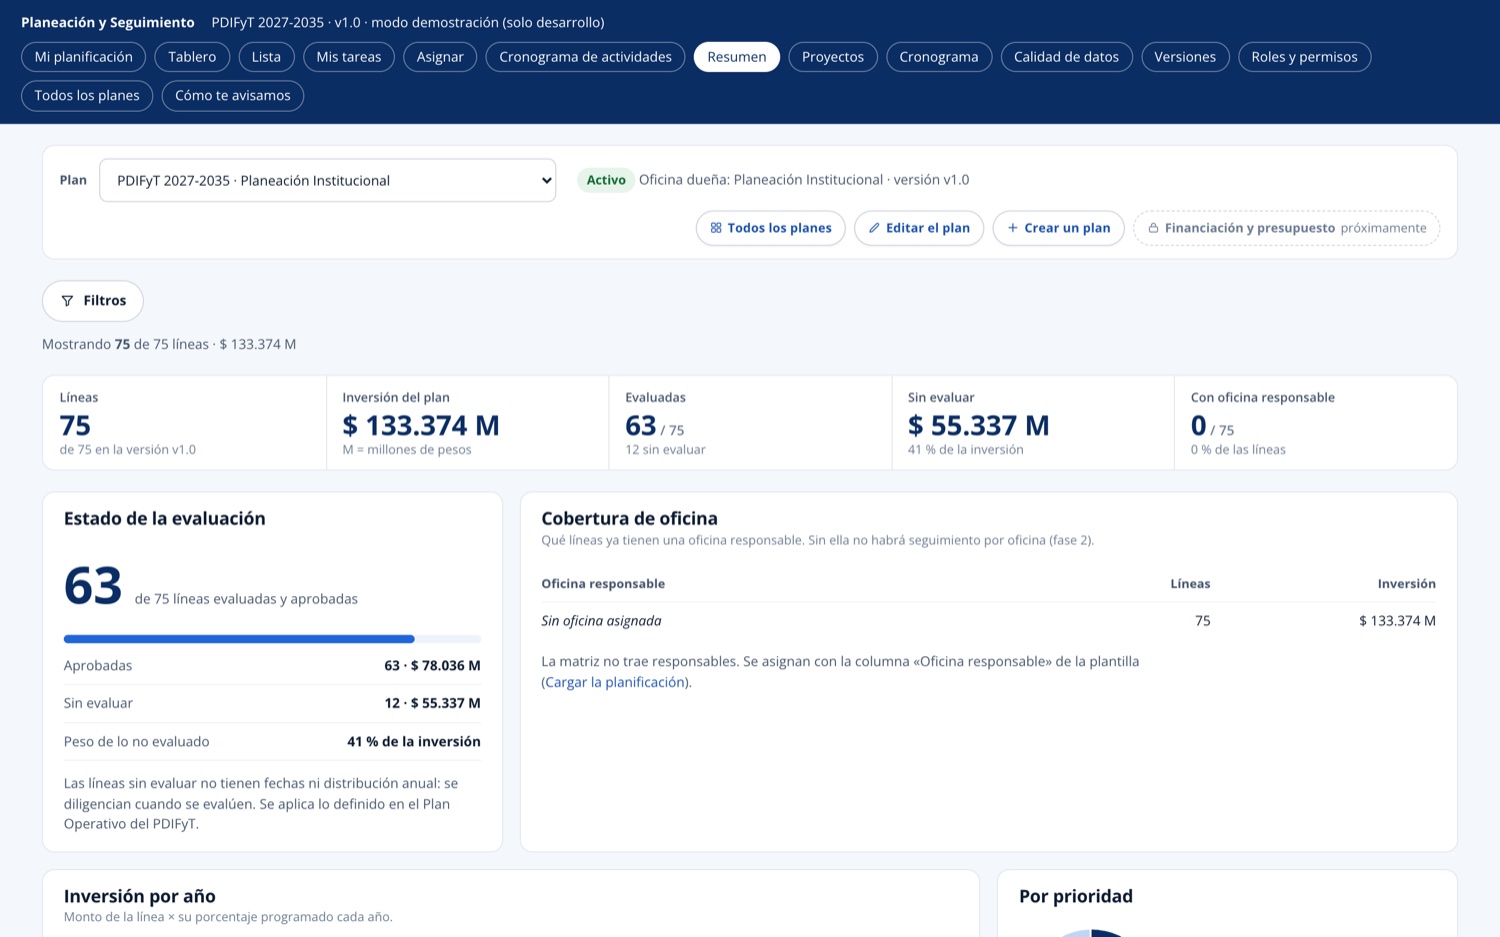 Planeación y Seguimiento PDIFyT 2027-2035 · v1.0 · modo demostración (solo desarrollo)
Mi planificación Tablero Lista Mis tareas Asignar Cronograma de actividades Resumen Proyectos Cronograma Calidad de datos Versiones Roles y permisos
Todos los planes Cómo te avisamos
Plan PDIFyT 2027-2035 · Planeación Institucional Activo Oficina dueña: Planeación Institucional · versión v1.0
Todos los planes Editar el plan + Crear un plan Financiación y presupuesto próximamente
Filtros
Mostrando 75 de 75 líneas · $ 133.374 M
Líneas
75
de 75 en la versión v1.0
Inversión del plan
$ 133.374 M
M = millones de pesos
Evaluadas
63 / 75
12 sin evaluar
Sin evaluar
$ 55.337 M
41 % de la inversión
Con oficina responsable
0 / 75
0 % de las líneas
Estado de la evaluación
63 de 75 líneas evaluadas y aprobadas
Aprobadas 63 · $ 78.036 M
Sin evaluar 12 · $ 55.337 M
Peso de lo no evaluado 41 % de la inversión
Las líneas sin evaluar no tienen fechas ni distribución anual: se
diligencian cuando se evalúen. Se aplica lo definido en el Plan
Operativo del PDIFyT.
Cobertura de oficina
Qué líneas ya tienen una oficina responsable. Sin ella no habrá seguimiento por oficina (fase 2).
Oficina responsable Líneas Inversión
Sin oficina asignada 75 $ 133.374 M
La matriz no trae responsables. Se asignan con la columna «Oficina responsable» de la plantilla
(Cargar la planificación).
Inversión por año
Monto de la línea × su porcentaje programado cada año.
Por prioridad